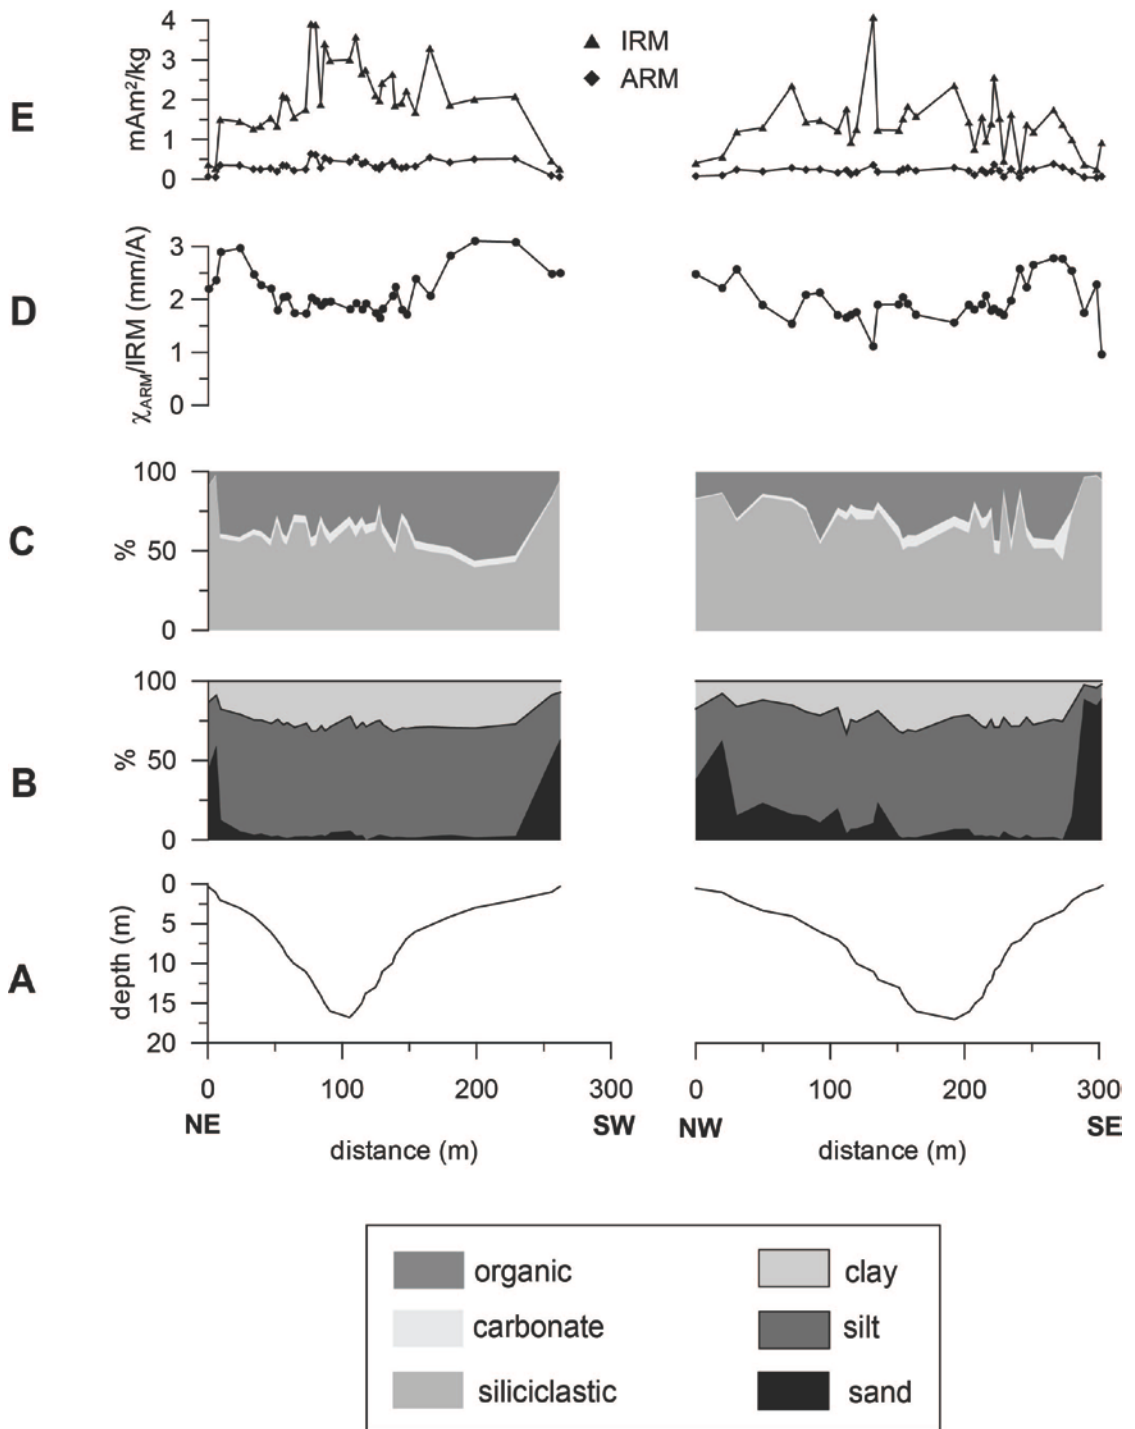 E
mAm²/kg
4
3
2
1
0
IRM
ARM
D
χARM/IRM (mm/A)
3
2
1
0
C
%
100
50
0
B
%
100
50
0
A
depth (m)
0
5
10
15
20
0 100 200 300
NE SW
distance (m)
0 100 200 300
NW SE
distance (m)
organic clay
carbonate silt
siliciclastic sand